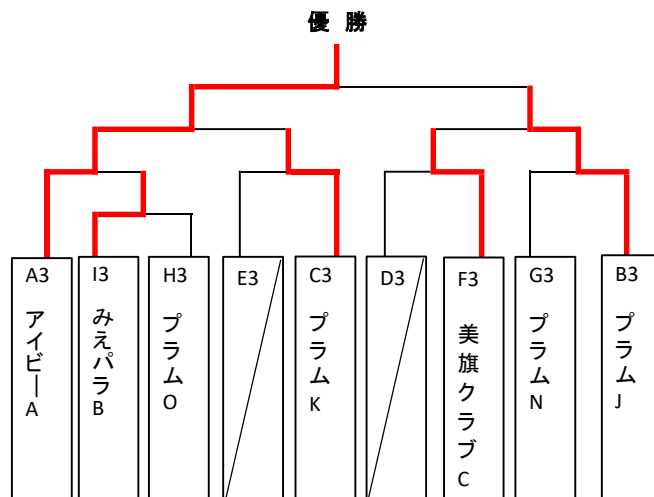 優 勝
A3
アイビーA
I3
みえパラB
H3
プラムO
E3
C3
プラムK
D3
F3
美旗クラブC
G3
プラムN
B3
プラムJ